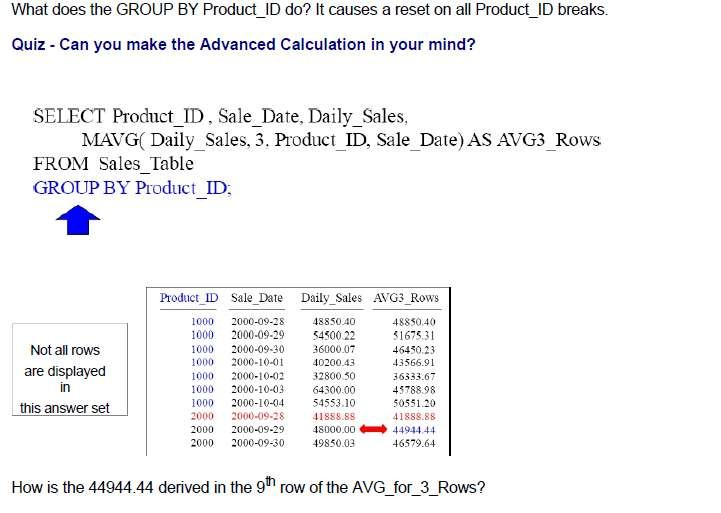 What does the GROUP BY Product_ID do? It causes a reset on all Product_ID breaks.
Quiz - Can you make the Advanced Calculation in your mind?
SELECT Product_ID , Sale_Date, Daily_Sales,
MAVG( Daily_Sales, 3, Product_ID, Sale_Date) AS AVG3_Rows
FROM Sales_Table
GROUP BY Product_ID;
Product_ID Sale_Date Daily_Sales AVG3_Rows
1000 2000-09-28 48850.40 48850.40
1000 2000-09-29 54500.22 51675.31
1000 2000-09-30 36000.07 46450.23
1000 2000-10-01 40200.43 43566.91
1000 2000-10-02 32800.50 36333.67
1000 2000-10-03 64300.00 45788.98
1000 2000-10-04 54553.10 50551.20
2000 2000-09-28 41888.88 41888.88
2000 2000-09-29 48000.00 44944.44
2000 2000-09-30 49850.03 46579.64
Not all rows
are displayed
in
this answer set
How is the 44944.44 derived in the 9th row of the AVG_for_3_Rows?